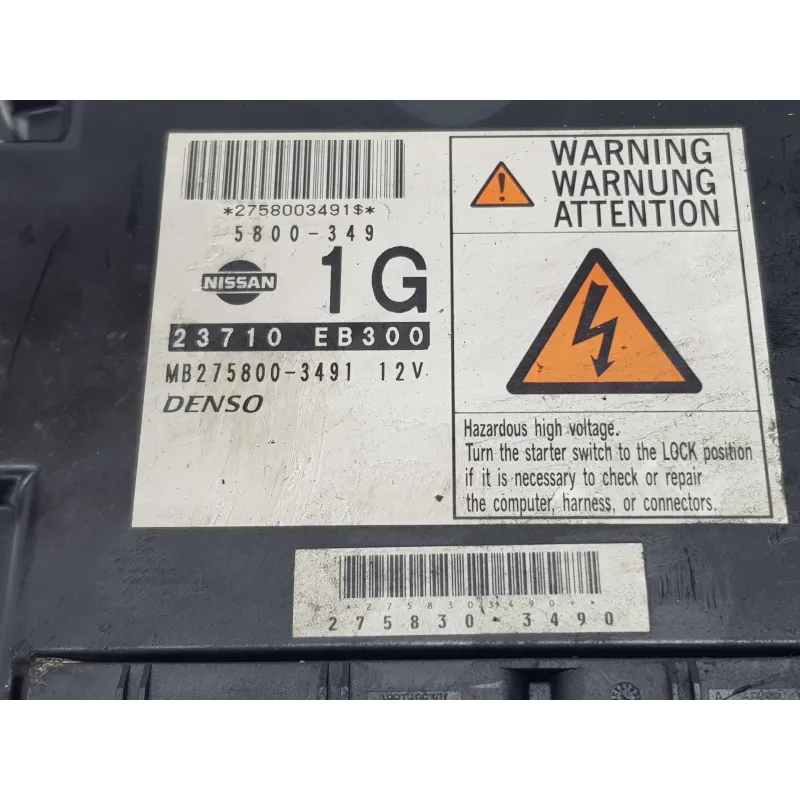 *2758003491$*
5800-349
NISSAN
1G
23710 EB300
MB275800-3491 12V
DENSO
WARNING
WARNUNG
ATTENTION
Hazardous high voltage.
Turn the starter switch to the LOCK position
if it is necessary to check or repair
the computer, harness, or connectors.
*2758303490**
275830-3490